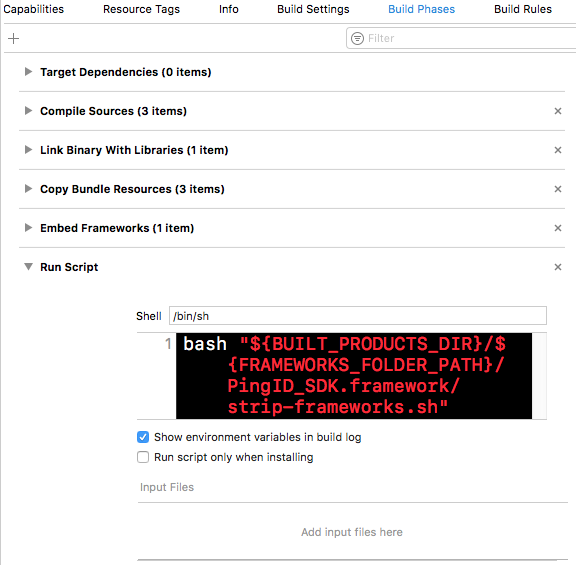 Capabilities Resource Tags Info Build Settings Build Phases Build Rules
Filter
Target Dependencies (0 items)
Compile Sources (3 items)
Link Binary With Libraries (1 item)
Copy Bundle Resources (3 items)
Embed Frameworks (1 item)
Run Script
Shell /bin/sh
1 bash "${BUILT_PRODUCTS_DIR}/$
{FRAMEWORKS_FOLDER_PATH}/
PingID_SDK.framework/
strip-frameworks.sh"
Show environment variables in build log
Run script only when installing
Input Files
Add input files here